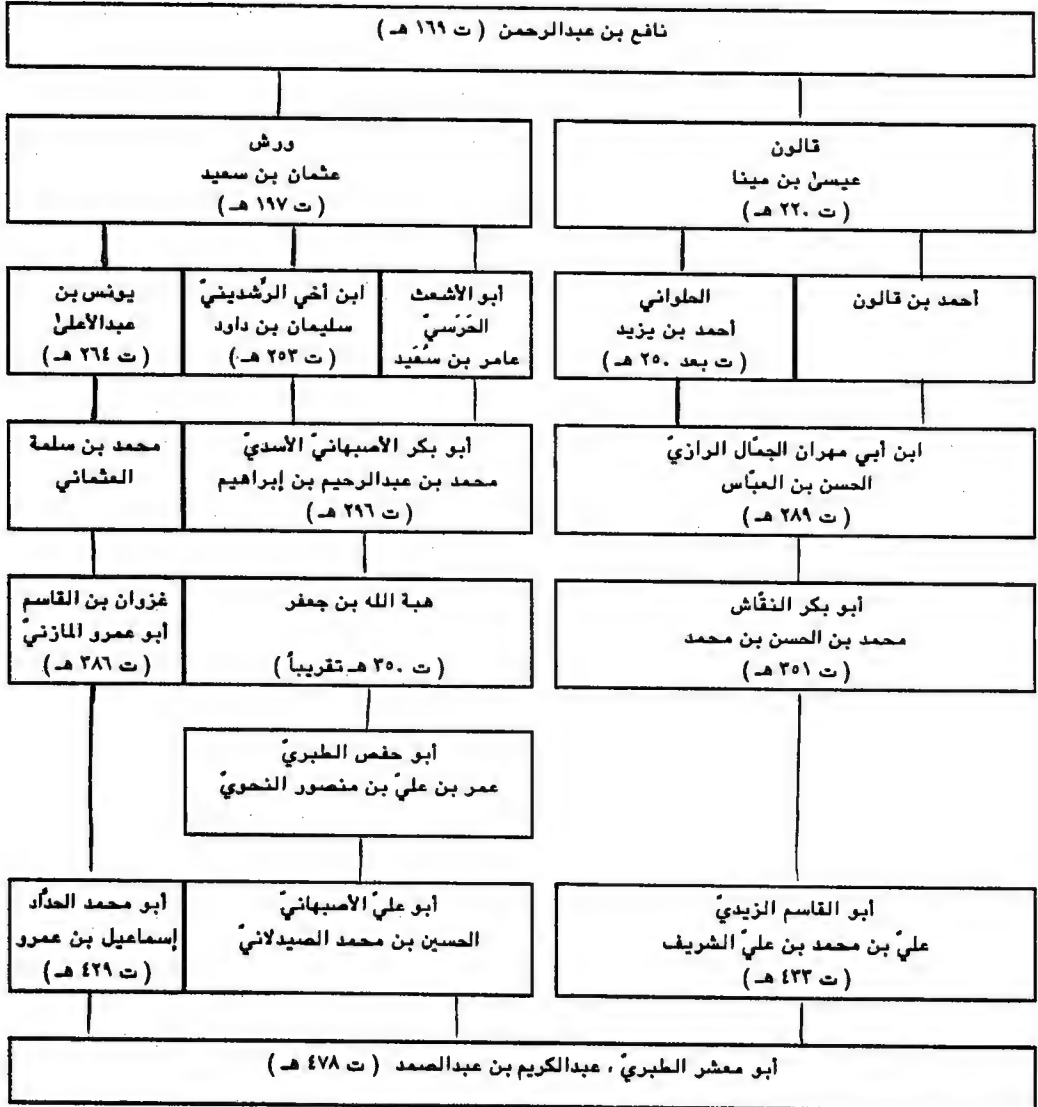 نافع بن عبدالرحمن ( ت ١٦٩ هـ )
قالون
عيسىٰ بن مينا
( ت ٢٢٠ هـ )
ورش
عثمان بن سعيد
( ت ١٩٧ هـ )
أحمد بن قالون
الحلواني
أحمد بن يزيد
( ت بعد ٢٥٠ هـ )
أبو الأشعث
الحَرَسيّ
عامر بن سُعَيد
ابن أخي الرِّشدينيّ
سليمان بن داود
( ت ٢٥٣ هـ )
يونس بن
عبدالأعلىٰ
( ت ٢٦٤ هـ )
ابن أبي مهران الجمّال الرازيّ
الحسن بن العبّاس
( ت ٢٨٩ هـ )
أبو بكر الأصبهانيّ الأسديّ
محمد بن عبدالرحيم بن إبراهيم
( ت ٢٩٦ هـ )
محمد بن سلمة
العثماني
أبو بكر النقّاش
محمد بن الحسن بن محمد
( ت ٣٥١ هـ )
هبة الله بن جعفر
( ت ٣٥٠ هـ تقريباً )
غزوان بن القاسم
أبو عمرو المازنيّ
( ت ٣٨٦ هـ )
أبو حفص الطبريّ
عمر بن عليّ بن منصور النحويّ
أبو القاسم الزيديّ
عليّ بن محمد بن عليّ الشريف
( ت ٤٣٣ هـ )
أبو عليّ الأصبهانيّ
الحسين بن محمد الصيدلانيّ
أبو محمد الحدّاد
إسماعيل بن عمرو
( ت ٤٢٩ هـ )
أبو معشر الطبريّ ، عبدالكريم بن عبدالصمد ( ت ٤٧٨ هـ )